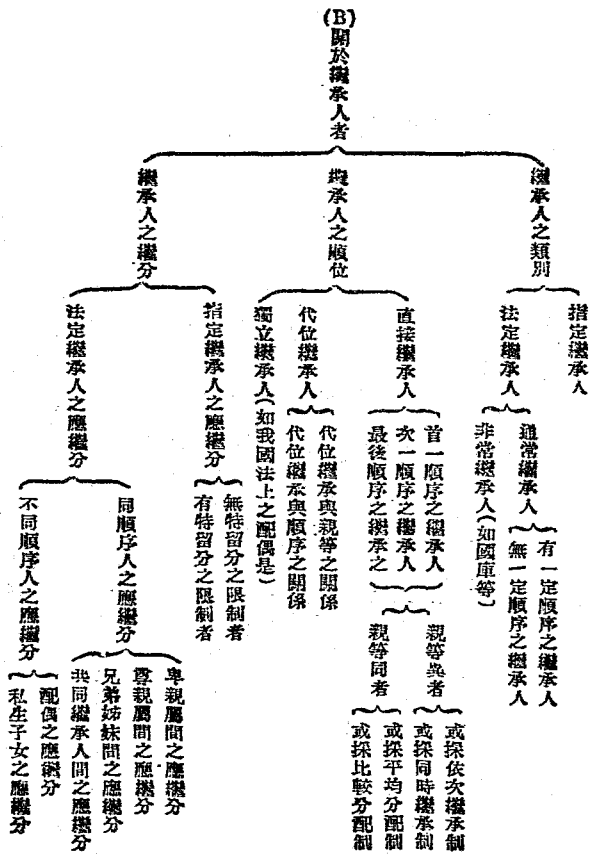 (B)關於繼承人者
繼承人之類別
指定繼承人
法定繼承人
通常繼承人
有一定順序之繼承人
無一定順序之繼承人
非常繼承人(如國庫等)
繼承人之順位
直接繼承人
首一順序之繼承人
次一順序之繼承人
最後順序之繼承之
親等異者
或採依次繼承制
或採同時繼承制
親等同者
或採平均分配制
或採比較分配制
代位繼承人
代位繼承與親等之關係
代位繼承與順序之關係
獨立繼承人(如我國法上之配偶是)
繼承人之繼分
指定繼承人之應繼分
無特留分之限制者
有特留分之限制者
法定繼承人之應繼分
同順序人之應繼分
卑親屬間之應繼分
尊親屬間之應繼分
兄弟姊妹間之應繼分
共同繼承人間之應繼分
不同順序人之應繼分
配偶之應繼分
私生子女之應繼分